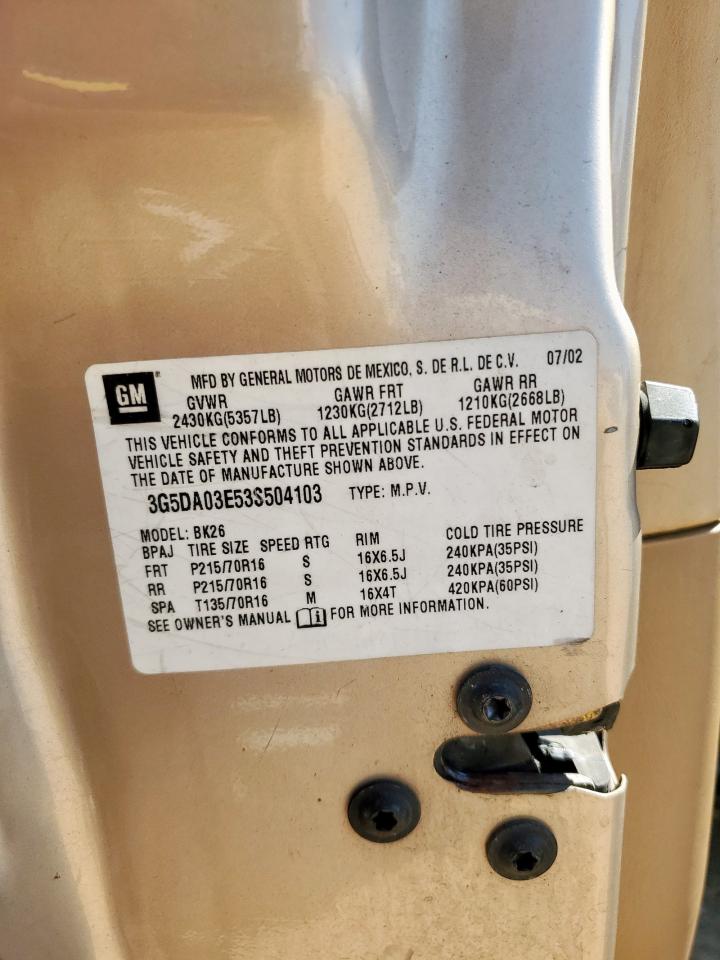 GM
MFD BY GENERAL MOTORS DE MEXICO, S. DE R.L. DE C.V. 07/02
GVWR GAWR FRT GAWR RR
2430KG(5357LB) 1230KG(2712LB) 1210KG(2668LB)
THIS VEHICLE CONFORMS TO ALL APPLICABLE U.S. FEDERAL MOTOR
VEHICLE SAFETY AND THEFT PREVENTION STANDARDS IN EFFECT ON
THE DATE OF MANUFACTURE SHOWN ABOVE.
3G5DA03E53S504103 TYPE: M.P.V.
MODEL: BK26
BPAJ TIRE SIZE SPEED RTG RIM COLD TIRE PRESSURE
FRT P215/70R16 S 16X6.5J 240KPA(35PSI)
RR P215/70R16 S 16X6.5J 240KPA(35PSI)
SPA T135/70R16 M 16X4T 420KPA(60PSI)
SEE OWNER'S MANUAL i FOR MORE INFORMATION.